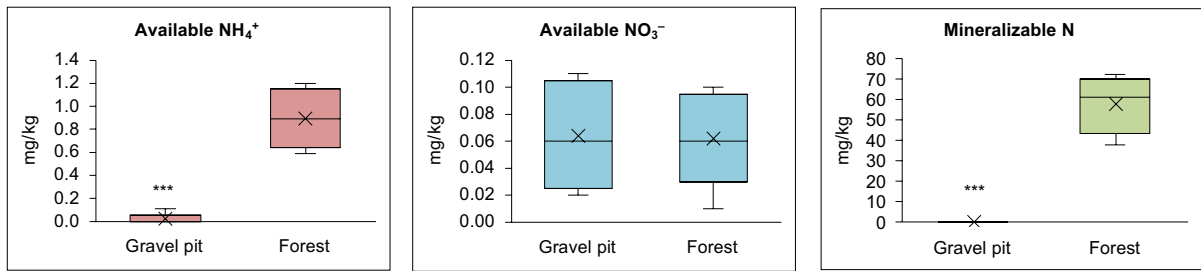 Available NH₄⁺
mg/kg
1.4
1.2
1.0
0.8
0.6
0.4
0.2
0.0
***
Gravel pit Forest
Available NO₃⁻
mg/kg
0.12
0.10
0.08
0.06
0.04
0.02
0.00
Gravel pit Forest
Mineralizable N
mg/kg
80
70
60
50
40
30
20
10
0
***
Gravel pit Forest